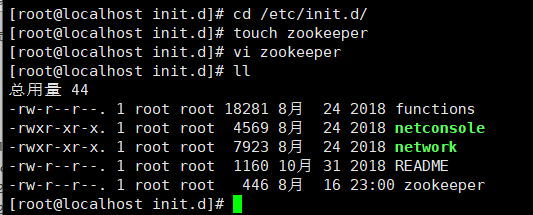 [root@localhost init.d]# cd /etc/init.d/
[root@localhost init.d]# touch zookeeper
[root@localhost init.d]# vi zookeeper
[root@localhost init.d]# ll
总用量 44
-rw-r--r--. 1 root root 18281 8月  24 2018 functions
-rwxr-xr-x. 1 root root  4569 8月  24 2018 netconsole
-rwxr-xr-x. 1 root root  7923 8月  24 2018 network
-rw-r--r--. 1 root root  1160 10月 31 2018 README
-rw-r--r--. 1 root root   446 8月  16 23:00 zookeeper
[root@localhost init.d]#